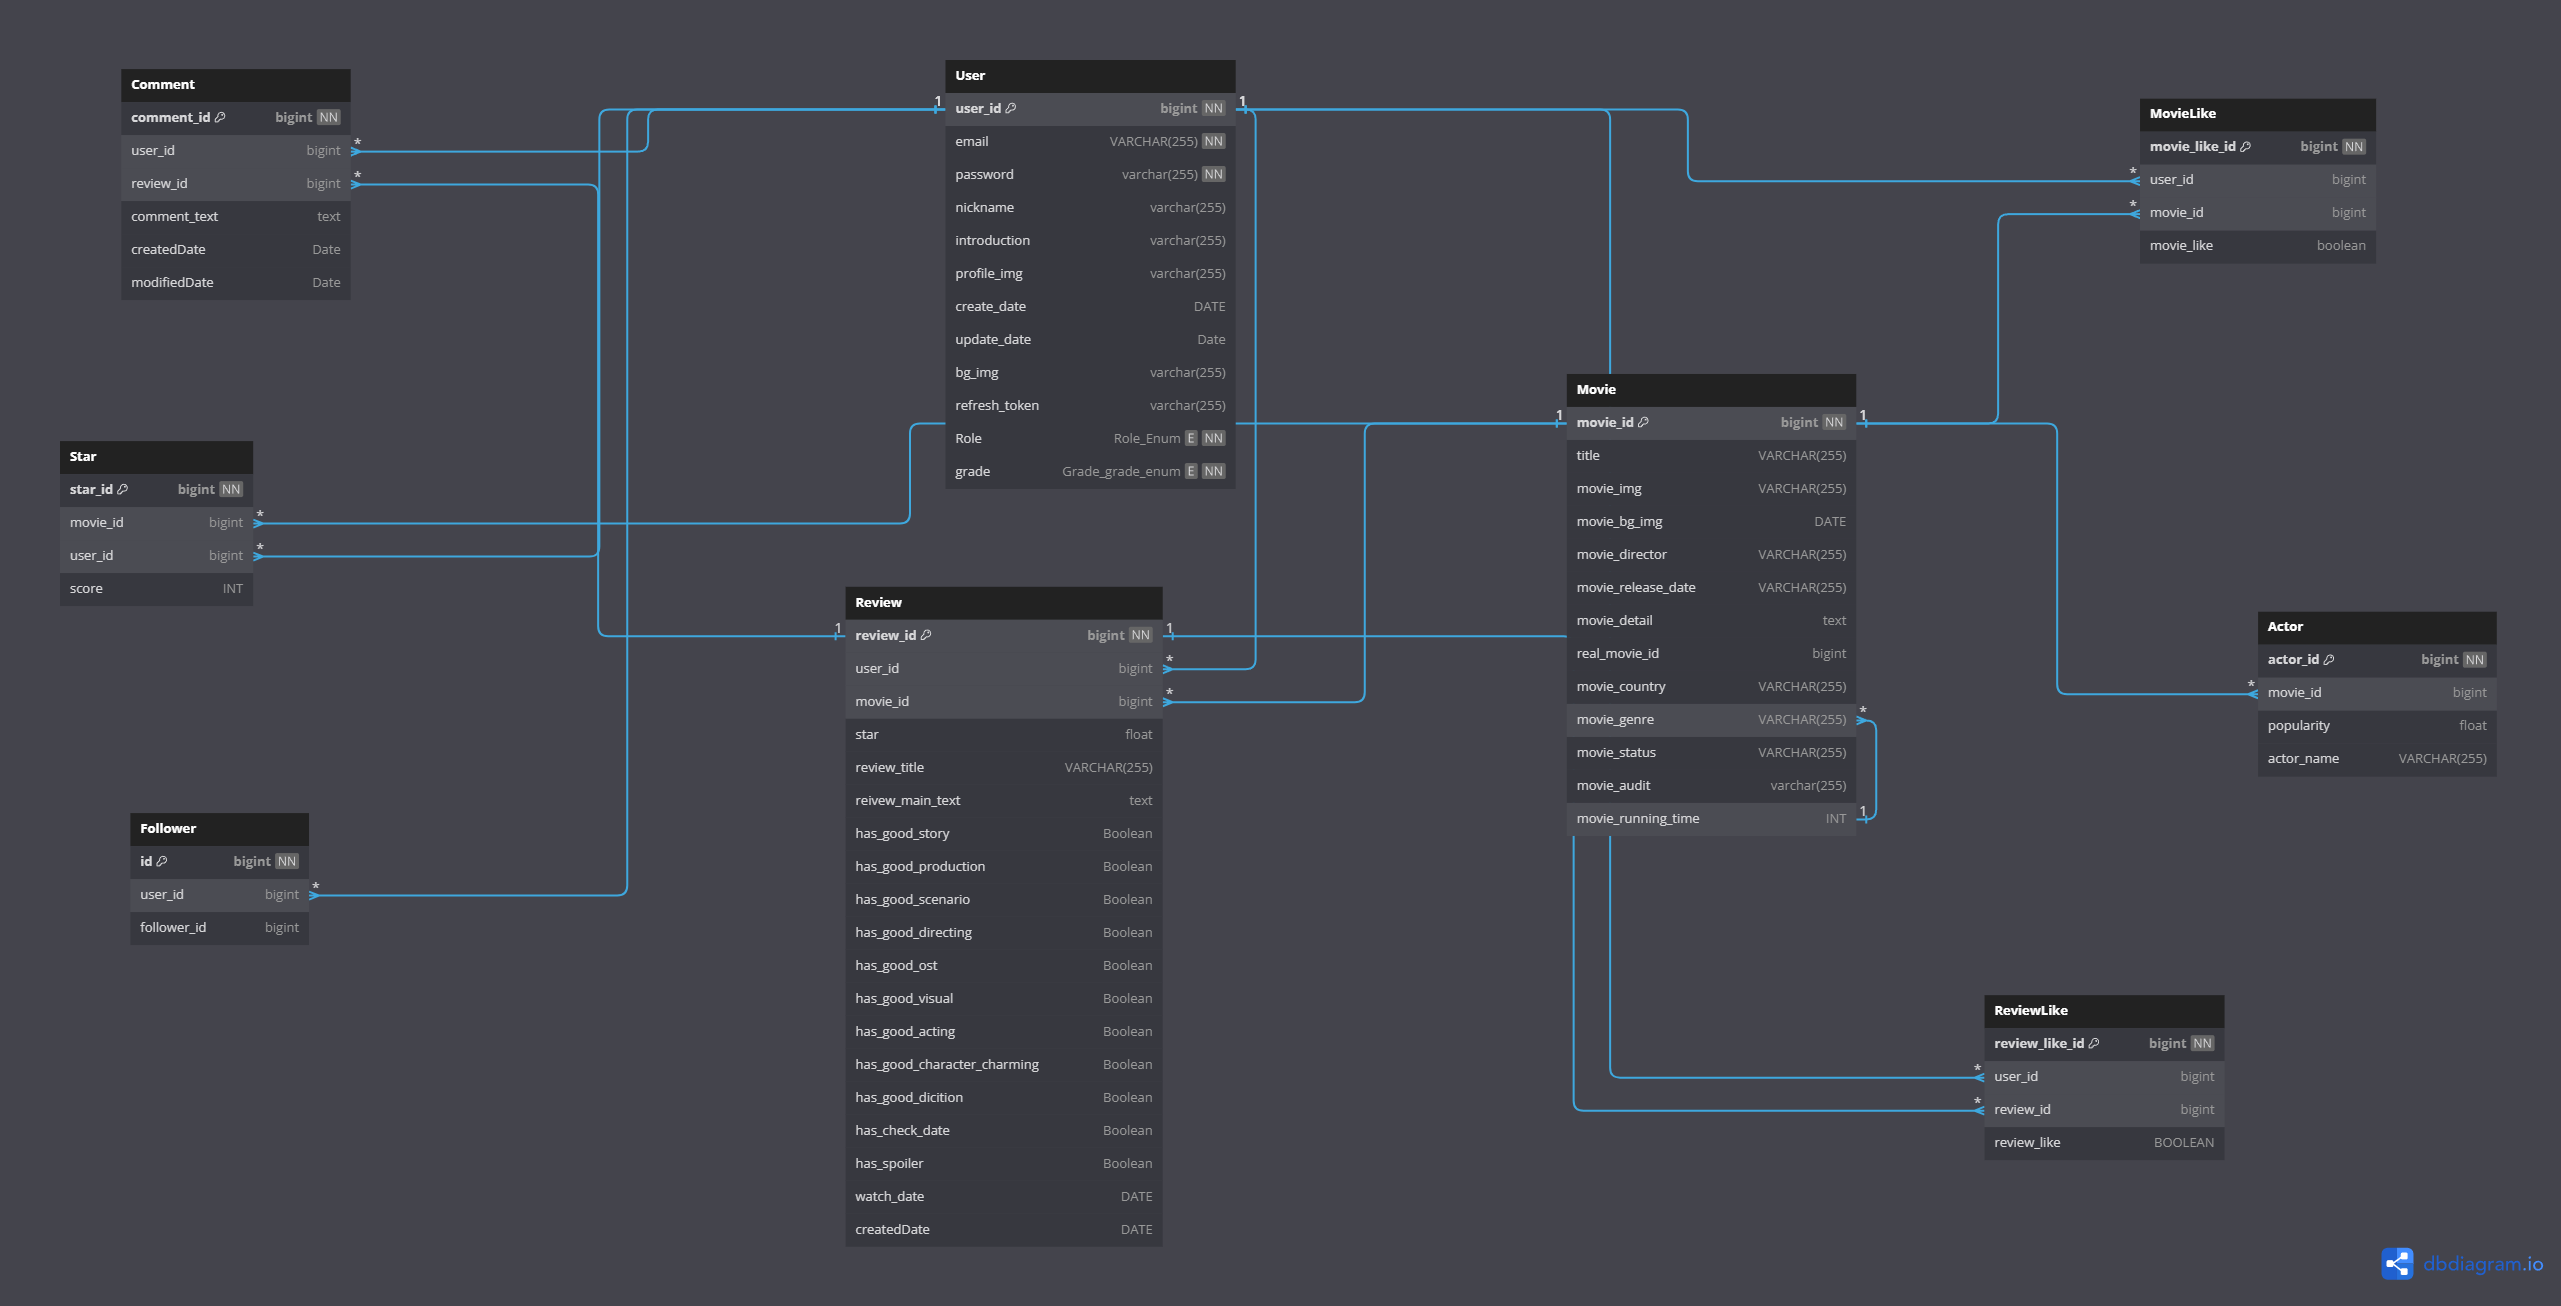 Comment
comment_id bigint NN
user_id bigint
review_id bigint
comment_text text
createdDate Date
modifiedDate Date
User
user_id bigint NN
email VARCHAR(255) NN
password varchar(255) NN
nickname varchar(255)
introduction varchar(255)
profile_img varchar(255)
create_date DATE
update_date Date
bg_img varchar(255)
refresh_token varchar(255)
Role Role_Enum E NN
grade Grade_grade_enum E NN
MovieLike
movie_like_id bigint NN
user_id bigint
movie_id bigint
movie_like boolean
Star
star_id bigint NN
movie_id bigint
user_id bigint
score INT
Movie
movie_id bigint NN
title VARCHAR(255)
movie_img VARCHAR(255)
movie_bg_img DATE
movie_director VARCHAR(255)
movie_release_date VARCHAR(255)
movie_detail text
real_movie_id bigint
movie_country VARCHAR(255)
movie_genre VARCHAR(255)
movie_status VARCHAR(255)
movie_audit varchar(255)
movie_running_time INT
Review
review_id bigint NN
user_id bigint
movie_id bigint
star float
review_title VARCHAR(255)
reivew_main_text text
has_good_story Boolean
has_good_production Boolean
has_good_scenario Boolean
has_good_directing Boolean
has_good_ost Boolean
has_good_visual Boolean
has_good_acting Boolean
has_good_character_charming Boolean
has_good_dicition Boolean
has_check_date Boolean
has_spoiler Boolean
watch_date DATE
createdDate DATE
Actor
actor_id bigint NN
movie_id bigint
popularity float
actor_name VARCHAR(255)
Follower
id bigint NN
user_id bigint
follower_id bigint
ReviewLike
review_like_id bigint NN
user_id bigint
review_id bigint
review_like BOOLEAN
1
1
1
1
1
1
1
*
*
*
*
*
*
*
*
*
*
*
*
*
dbdiagram.io